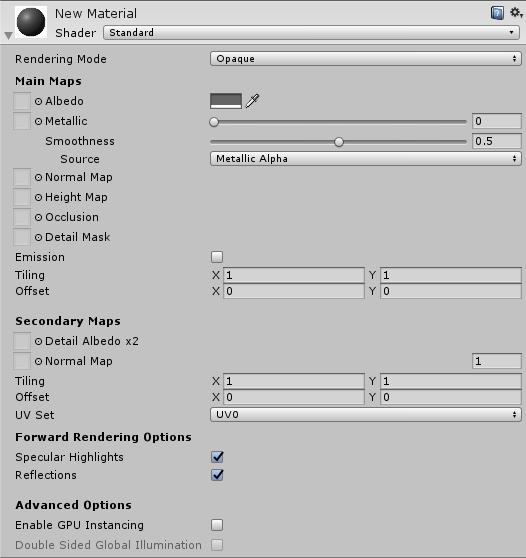 New Material
Shader Standard
Rendering Mode Opaque
Main Maps
Albedo
Metallic 0
Smoothness 0.5
Source Metallic Alpha
Normal Map
Height Map
Occlusion
Detail Mask
Emission
Tiling X 1 Y 1
Offset X 0 Y 0
Secondary Maps
Detail Albedo x2
Normal Map 1
Tiling X 1 Y 1
Offset X 0 Y 0
UV Set UV0
Forward Rendering Options
Specular Highlights
Reflections
Advanced Options
Enable GPU Instancing
Double Sided Global Illumination